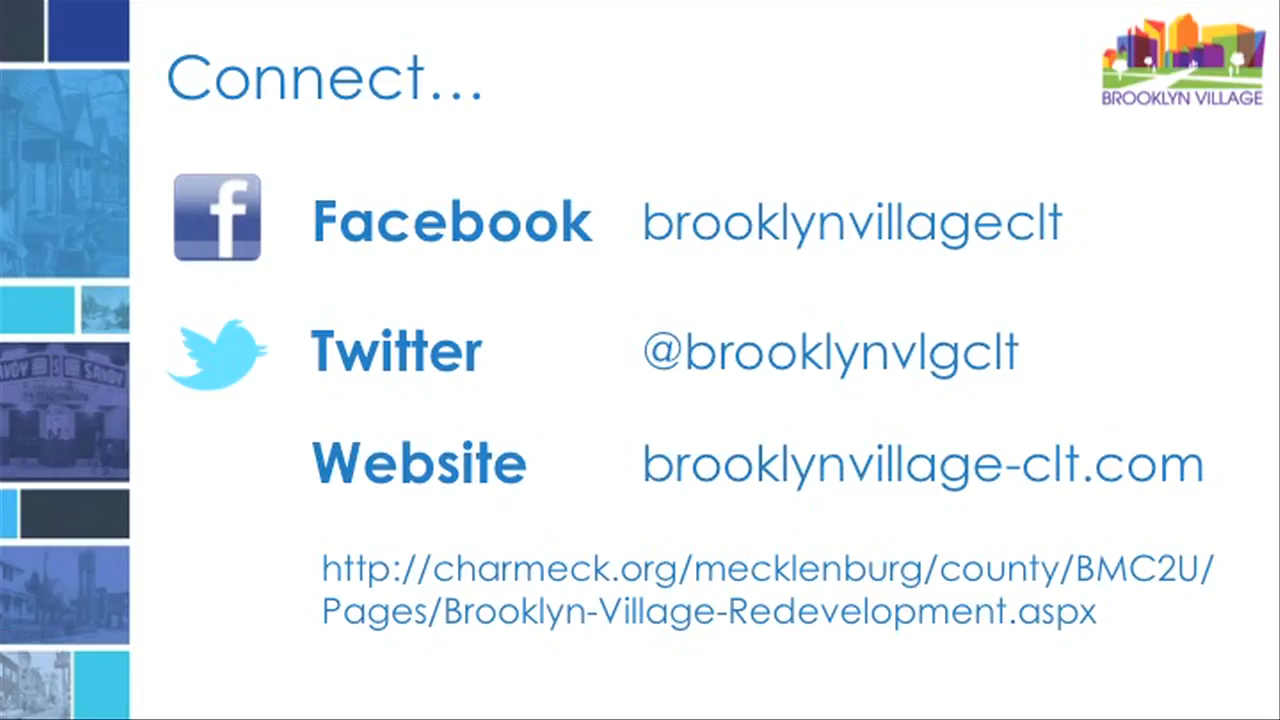 Connect...
BROOKLYN VILLAGE
Facebook brooklynvillageclt
Twitter @brooklynvlgclt
Website brooklynvillage-clt.com
http://charmeck.org/mecklenburg/county/BMC2U/
Pages/Brooklyn-Village-Redevelopment.aspx
SAVOY